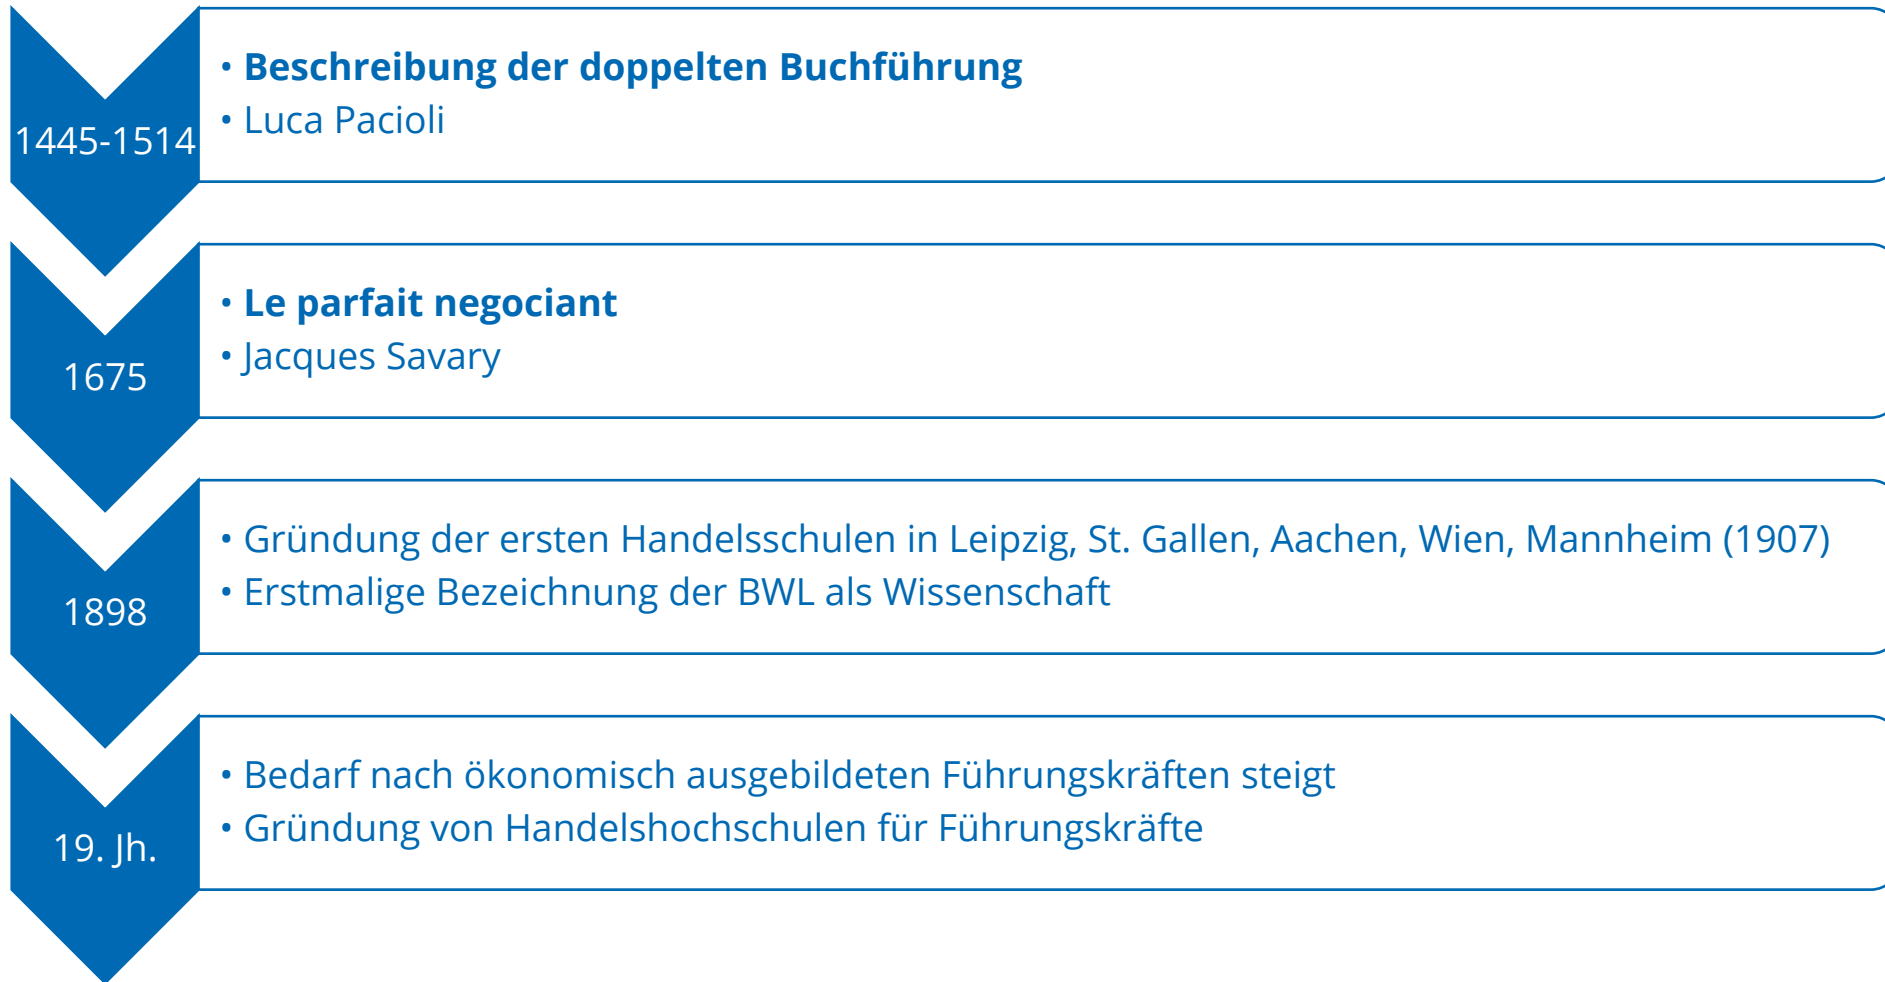 1445-1514
• Beschreibung der doppelten Buchführung
• Luca Pacioli
1675
• Le parfait negociant
• Jacques Savary
1898
• Gründung der ersten Handelsschulen in Leipzig, St. Gallen, Aachen, Wien, Mannheim (1907)
• Erstmalige Bezeichnung der BWL als Wissenschaft
19. Jh.
• Bedarf nach ökonomisch ausgebildeten Führungskräften steigt
• Gründung von Handelshochschulen für Führungskräfte